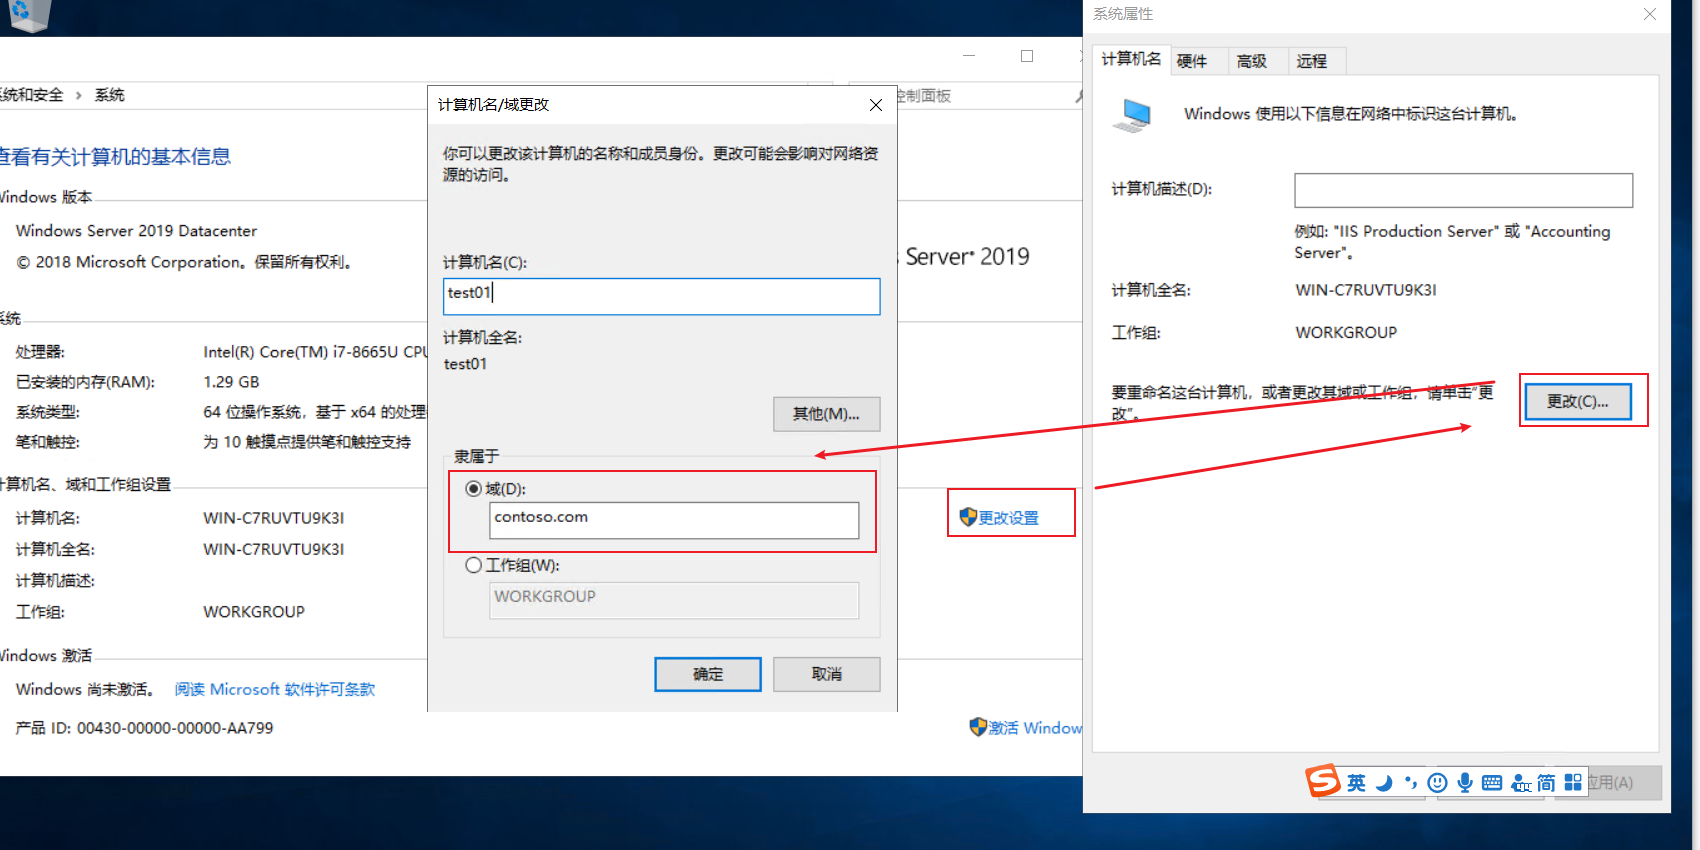 系统和安全 › 系统
控制面板
查看有关计算机的基本信息
Windows 版本
Windows Server 2019 Datacenter
© 2018 Microsoft Corporation。保留所有权利。
Server® 2019
系统
处理器:
Intel(R) Core(TM) i7-8665U CPU
已安装的内存(RAM):
1.29 GB
系统类型:
64 位操作系统，基于 x64 的处理
笔和触控:
为 10 触摸点提供笔和触控支持
计算机名、域和工作组设置
计算机名:
WIN-C7RUVTU9K3I
更改设置
计算机全名:
WIN-C7RUVTU9K3I
计算机描述:
工作组:
WORKGROUP
Windows 激活
Windows 尚未激活。 阅读 Microsoft 软件许可条款
产品 ID: 00430-00000-00000-AA799
激活 Window
计算机名/域更改
你可以更改该计算机的名称和成员身份。更改可能会影响对网络资
源的访问。
计算机名(C):
test01
计算机全名:
test01
其他(M)...
隶属于
域(D):
contoso.com
工作组(W):
WORKGROUP
确定
取消
系统属性
计算机名 硬件 高级 远程
Windows 使用以下信息在网络中标识这台计算机。
计算机描述(D):
例如: "IIS Production Server" 或 "Accounting
Server"。
计算机全名:
WIN-C7RUVTU9K3I
工作组:
WORKGROUP
要重命名这台计算机，或者更改其域或工作组，请单击"更
改"。
更改(C)...
英 简
应用(A)